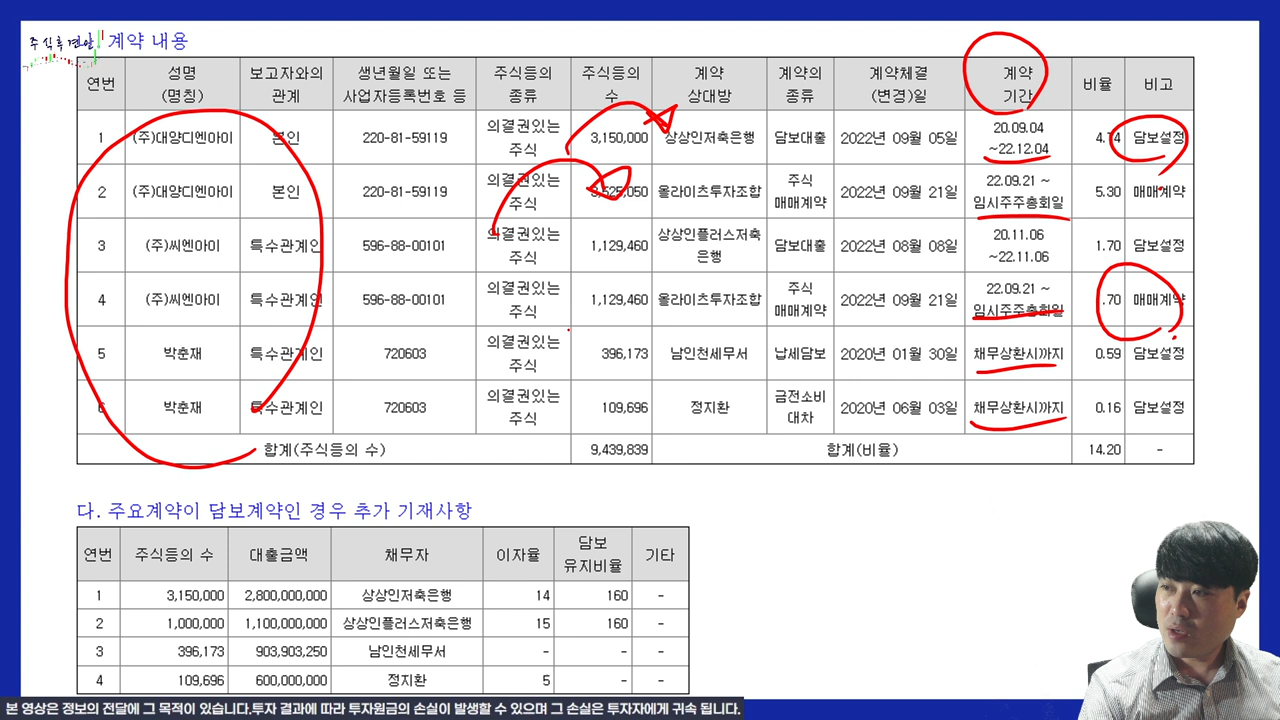 주식후견인 계약 내용
연번 성명 (명칭) 보고자와의 관계 생년월일 또는 사업자등록번호 등 주식등의 종류 주식등의 수 계약 상대방 계약의 종류 계약체결 (변경)일 계약 기간 비율 비고
1 (주)대양디엔아이 본인 220-81-59119 의결권있는 주식 3,150,000 상상인저축은행 담보대출 2022년 09월 05일 20.09.04 ~22.12.04 4.74 담보설정
2 (주)대양디엔아이 본인 220-81-59119 의결권있는 주식 3,525,050 올라이츠투자조합 주식 매매계약 2022년 09월 21일 22.09.21 ~ 임시주주총회일 5.30 매매계약
3 (주)씨엔아이 특수관계인 596-88-00101 의결권있는 주식 1,129,460 상상인플러스저축은행 담보대출 2022년 08월 08일 20.11.06 ~22.11.06 1.70 담보설정
4 (주)씨엔아이 특수관계인 596-88-00101 의결권있는 주식 1,129,460 올라이츠투자조합 주식 매매계약 2022년 09월 21일 22.09.21 ~ 임시주주총회일 .70 매매계약
5 박춘재 특수관계인 720603 의결권있는 주식 396,173 남인천세무서 납세담보 2020년 01월 30일 채무상환시까지 0.59 담보설정
6 박춘재 특수관계인 720603 의결권있는 주식 109,696 정지환 금전소비대차 2020년 06월 03일 채무상환시까지 0.16 담보설정
합계(주식등의 수) 9,439,839 합계(비율) 14.20 -
다. 주요계약이 담보계약인 경우 추가 기재사항
연번 주식등의 수 대출금액 채무자 이자율 담보 유지비율 기타
1 3,150,000 2,800,000,000 상상인저축은행 14 160 -
2 1,000,000 1,100,000,000 상상인플러스저축은행 15 160 -
3 396,173 903,903,250 남인천세무서 - - -
4 109,696 600,000,000 정지환 5 - -
본 영상은 정보의 전달에 그 목적이 있습니다.투자 결과에 따라 투자원금의 손실이 발생할 수 있으며 그 손실은 투자자에게 귀속 됩니다.